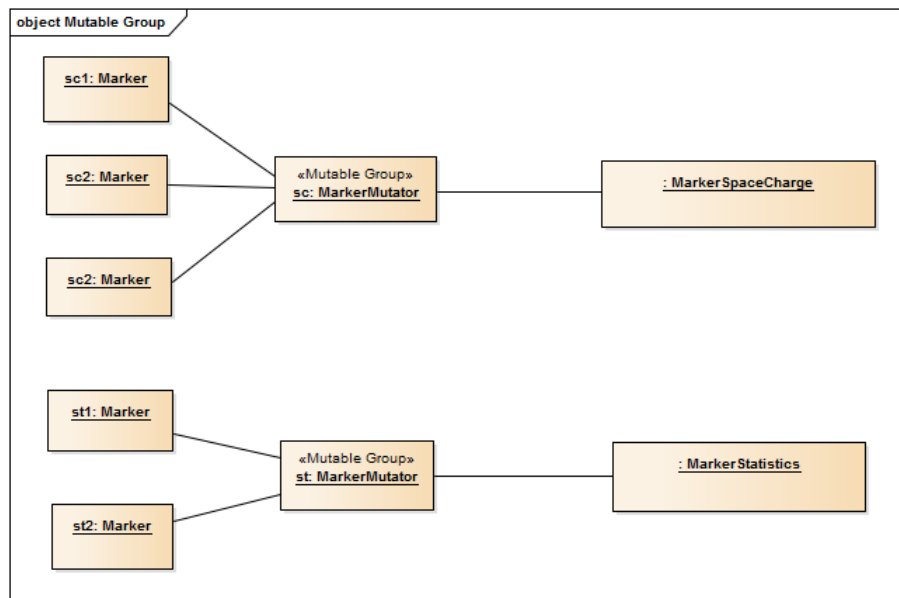 object Mutable Group
sc1: Marker
sc2: Marker
«Mutable Group»
sc: MarkerMutator
: MarkerSpaceCharge
sc2: Marker
st1: Marker
«Mutable Group»
st: MarkerMutator
: MarkerStatistics
st2: Marker